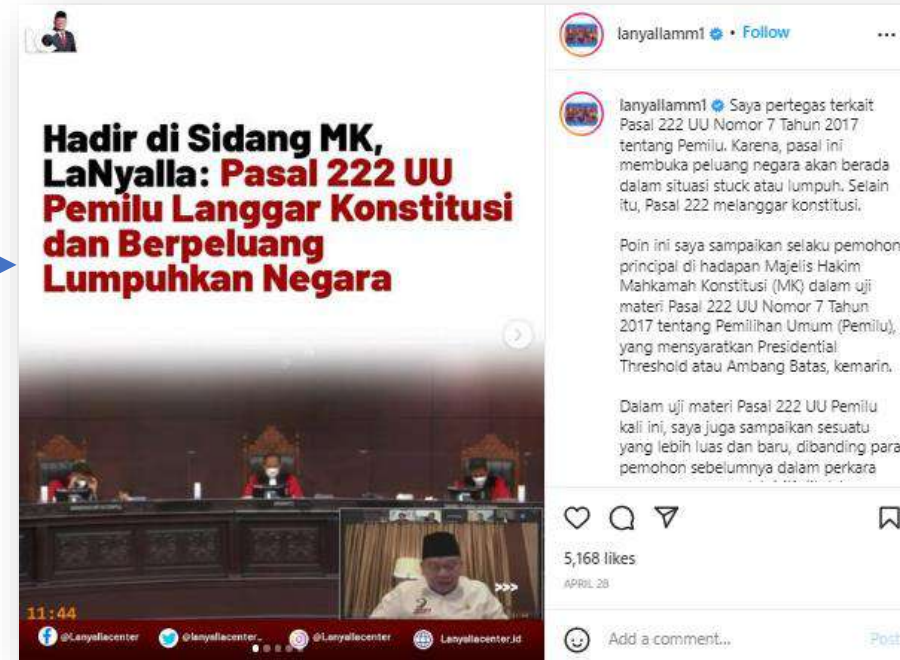 Hadir di Sidang MK,
LaNyalla: Pasal 222 UU
Pemilu Langgar Konstitusi
dan Berpeluang
Lumpuhkan Negara
11:44
@Lanyallacenter
@lanyallacenter_
@Lanyallacenter
Lanyallacenter.id
lanyallamm1 • Follow
lanyallamm1 Saya pertegas terkait
Pasal 222 UU Nomor 7 Tahun 2017
tentang Pemilu. Karena, pasal ini
membuka peluang negara akan berada
dalam situasi stuck atau lumpuh. Selain
itu, Pasal 222 melanggar konstitusi.
Poin ini saya sampaikan selaku pemohon
principal di hadapan Majelis Hakim
Mahkamah Konstitusi (MK) dalam uji
materi Pasal 222 UU Nomor 7 Tahun
2017 tentang Pemilihan Umum (Pemilu),
yang mensyaratkan Presidential
Threshold atau Ambang Batas, kemarin.
Dalam uji materi Pasal 222 UU Pemilu
kali ini, saya juga sampaikan sesuatu
yang lebih luas dan baru, dibanding para
pemohon sebelumnya dalam perkara
5,168 likes
APRIL 28
Add a comment...
Post